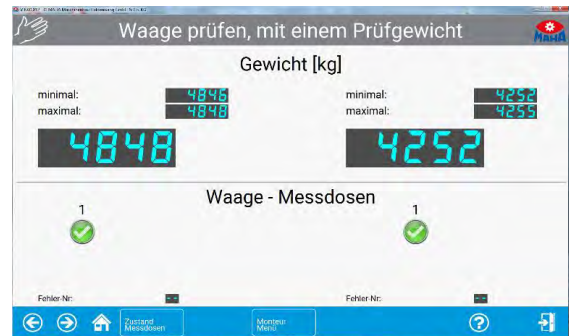 Waage prüfen, mit einem Prüfgewicht
MAHA
Gewicht [kg]
minimal: 4846
maximal: 4848
4848
minimal: 4252
maximal: 4255
4252
Waage - Messdosen
1
1
Fehler-Nr: --
Fehler-Nr: --
Zustand
Messdosen
Monteur
Menü
?